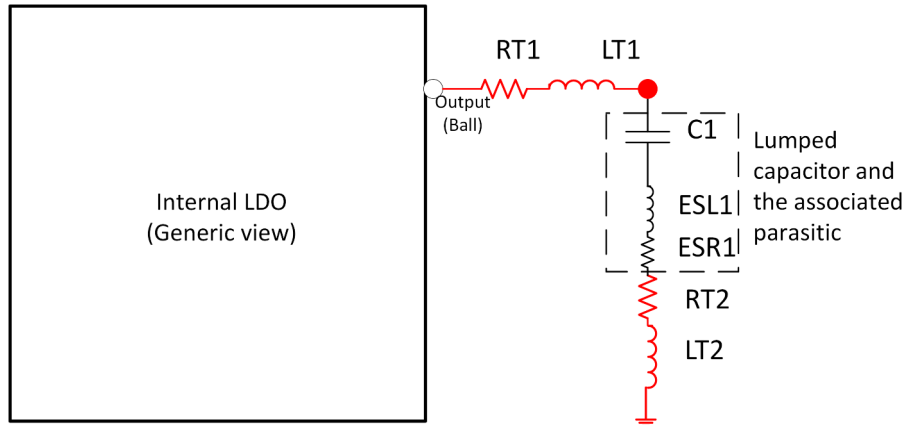 RT1
LT1
Output
(Ball)
C1
Lumped
capacitor and
the associated
parasitic
Internal LDO
(Generic view)
ESL1
ESR1
RT2
LT2